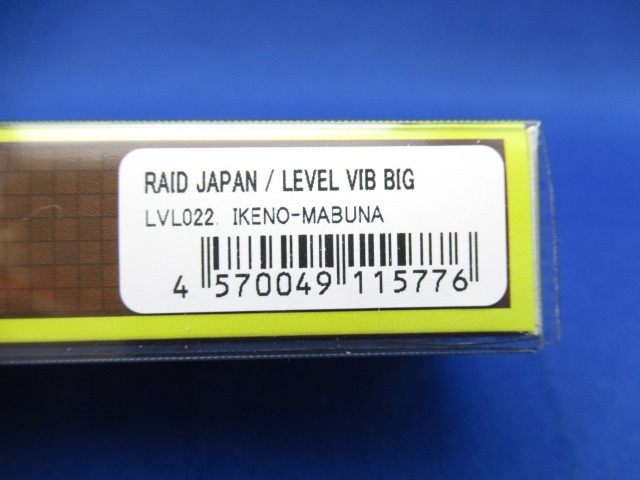 RAID JAPAN / LEVEL VIB BIG
LVL022. IKENO-MABUNA
4 570049 115776